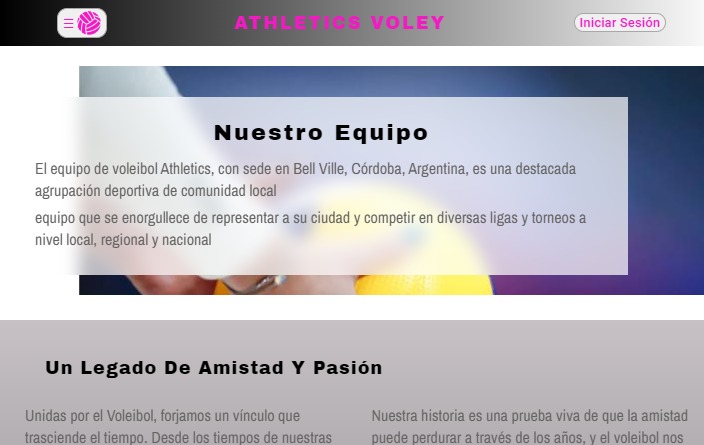 ATHLETICS VOLEY
Iniciar Sesión
Nuestro Equipo
El equipo de voleibol Athletics, con sede en Bell Ville, Córdoba, Argentina, es una destacada
agrupación deportiva de comunidad local
equipo que se enorgullece de representar a su ciudad y competir en diversas ligas y torneos a
nivel local, regional y nacional
Un Legado De Amistad Y Pasión
Unidas por el Voleibol, forjamos un vínculo que
trasciende el tiempo. Desde los tiempos de nuestras
Nuestra historia es una prueba viva de que la amistad
puede perdurar a través de los años, y el voleibol nos